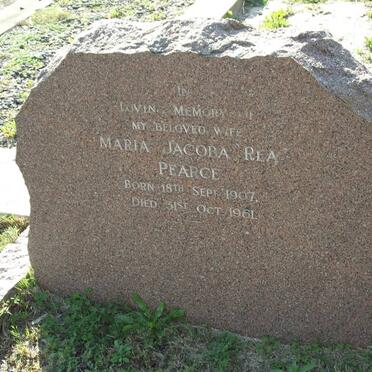 IN
LOVING MEMORY OF
MY BELOVED WIFE
MARIA JACOBA "REA"
PEARCE
BORN 18TH SEPT. 1907.
DIED 31ST OCT. 1961.